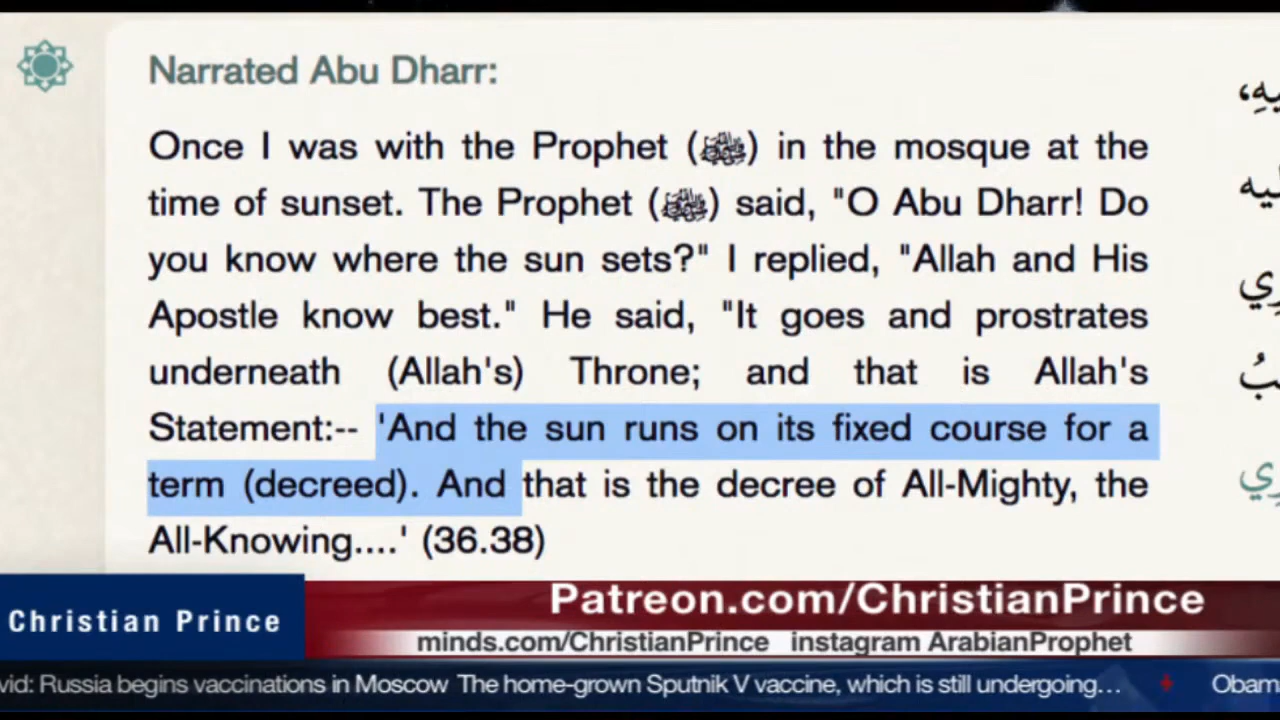 Narrated Abu Dharr:
Once I was with the Prophet (ﷺ) in the mosque at the
time of sunset. The Prophet (ﷺ) said, "O Abu Dharr! Do
you know where the sun sets?" I replied, "Allah and His
Apostle know best." He said, "It goes and prostrates
underneath (Allah's) Throne; and that is Allah's
Statement:-- 'And the sun runs on its fixed course for a
term (decreed). And that is the decree of All-Mighty, the
All-Knowing....' (36.38)
Christian Prince
Patreon.com/ChristianPrince
minds.com/ChristianPrince instagram ArabianProphet
vid: Russia begins vaccinations in Moscow The home-grown Sputnik V vaccine, which is still undergoing... Obam